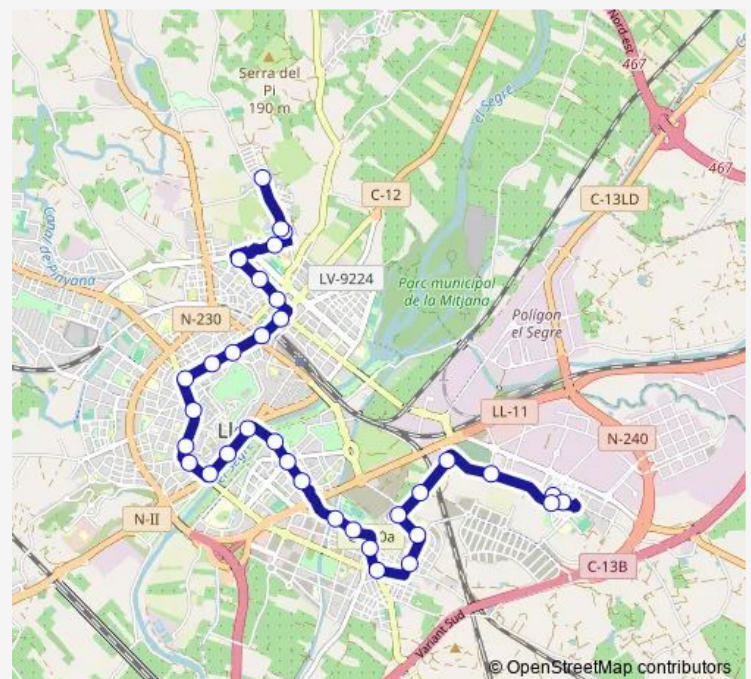 Serra del
Pi
190 m
Nord-est
467
467
el Segre
C-12
C-13LD
Canal de Pinyana
LV-9224
Parc municipal
de la Mitjana
Polígon
el Segre
N-230
LL-11
N-240
Ll
N-II
0a
C-13B
Variant Sud
© OpenStreetMap contributors